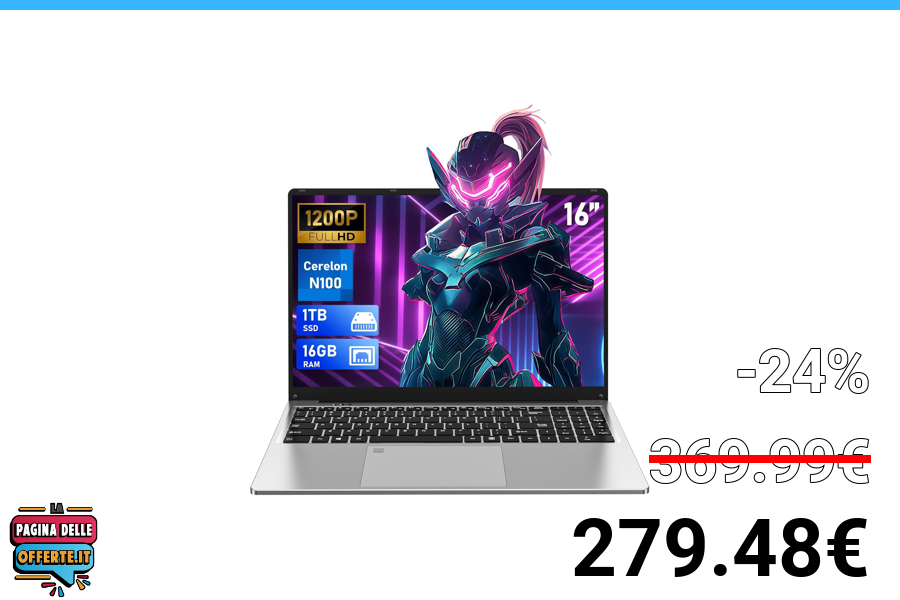 1200P
FULLHD
16”
Cerelon
N100
1TB
SSD
16GB
RAM
-24%
369.99€
279.48€
LA
PAGINA DELLE
OFFERTE.IT